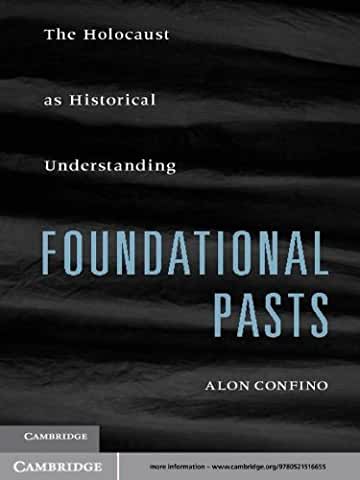 The Holocaust
as Historical
Understanding
FOUNDATIONAL
PASTS
ALON CONFINO
CAMBRIDGE
CAMBRIDGE
more information – www.cambridge.org/9780521516655